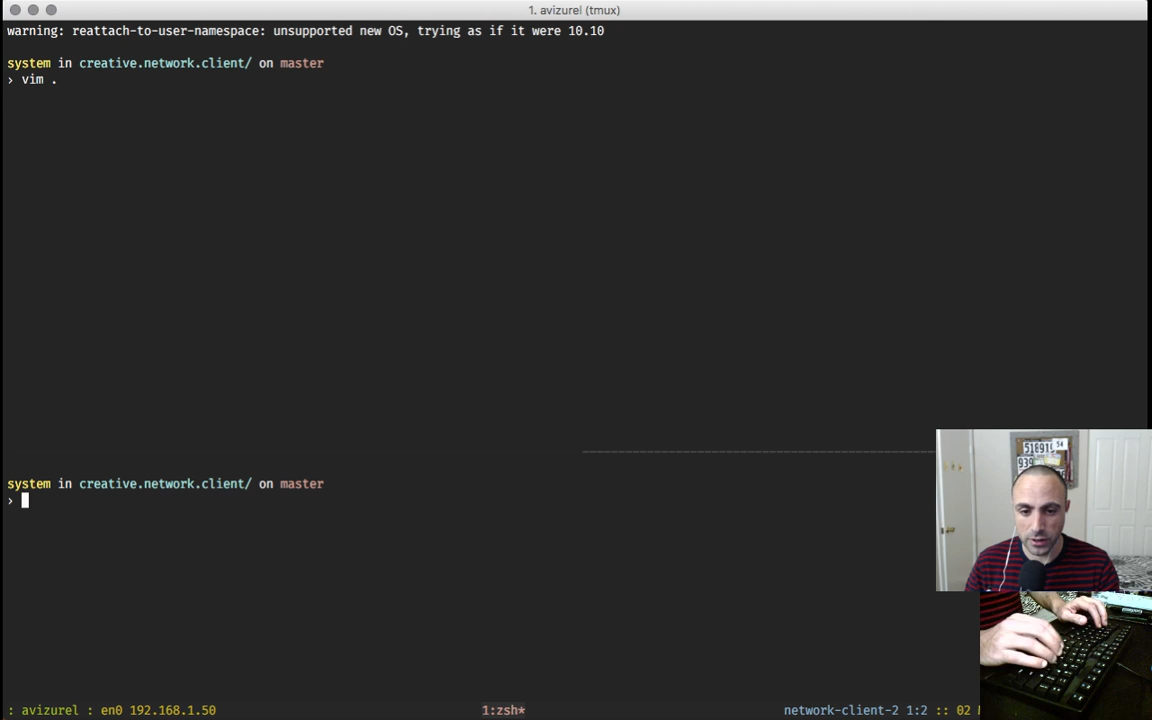 1. avizurel (tmux)
warning: reattach-to-user-namespace: unsupported new OS, trying as if it were 10.10
system in creative.network.client/ on master
› vim .
system in creative.network.client/ on master
›
: avizurel : en0 192.168.1.50
1:zsh*
network-client-2 1:2 :: 02
54
939